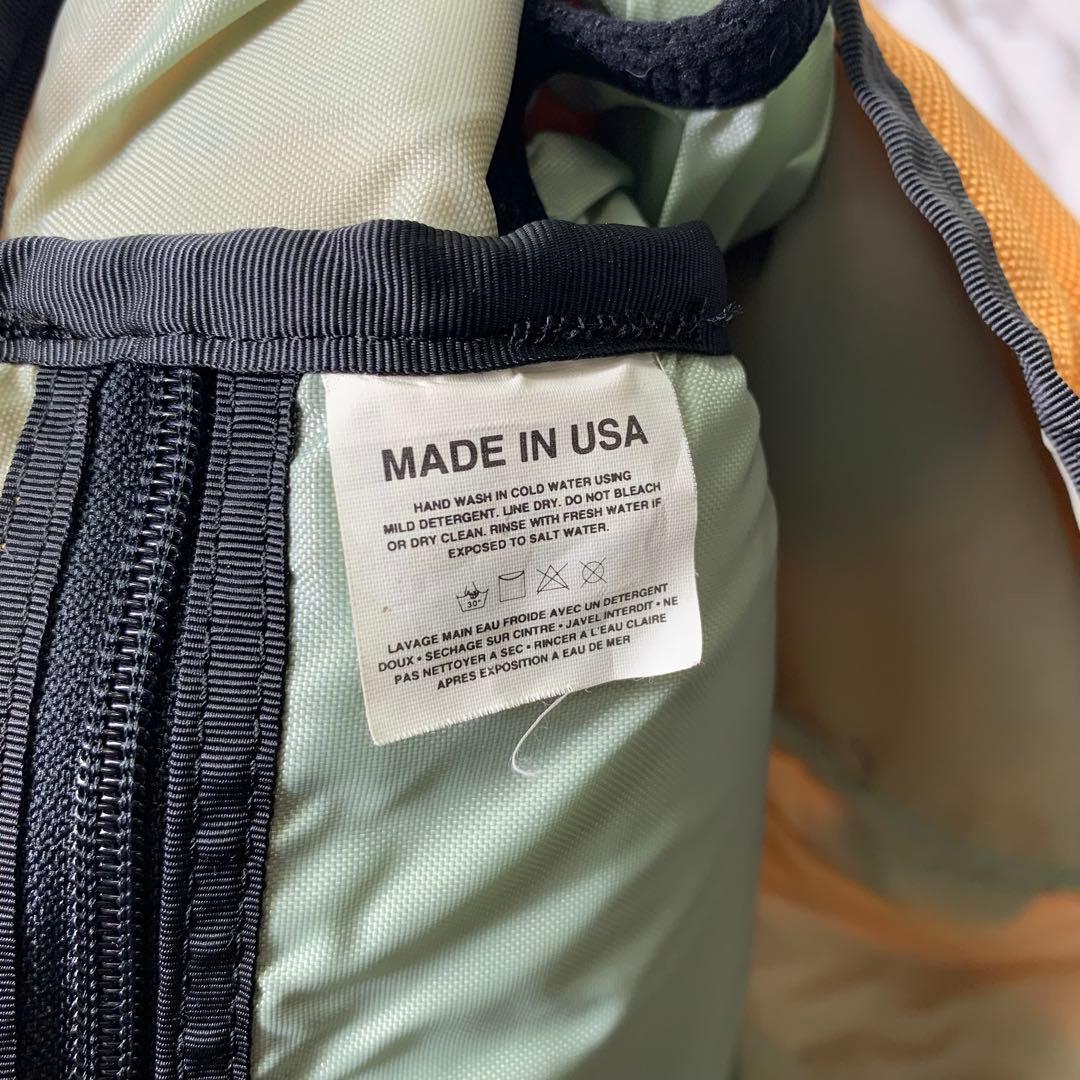 MADE IN USA
HAND WASH IN COLD WATER USING
MILD DETERGENT. LINE DRY. DO NOT BLEACH
OR DRY CLEAN. RINSE WITH FRESH WATER IF
EXPOSED TO SALT WATER.
30°
LAVAGE MAIN EAU FROIDE AVEC UN DETERGENT
DOUX • SECHAGE SUR CINTRE • JAVEL INTERDIT • NE
PAS NETTOYER A SEC • RINCER A L'EAU CLAIRE
APRES EXPOSITION A EAU DE MER